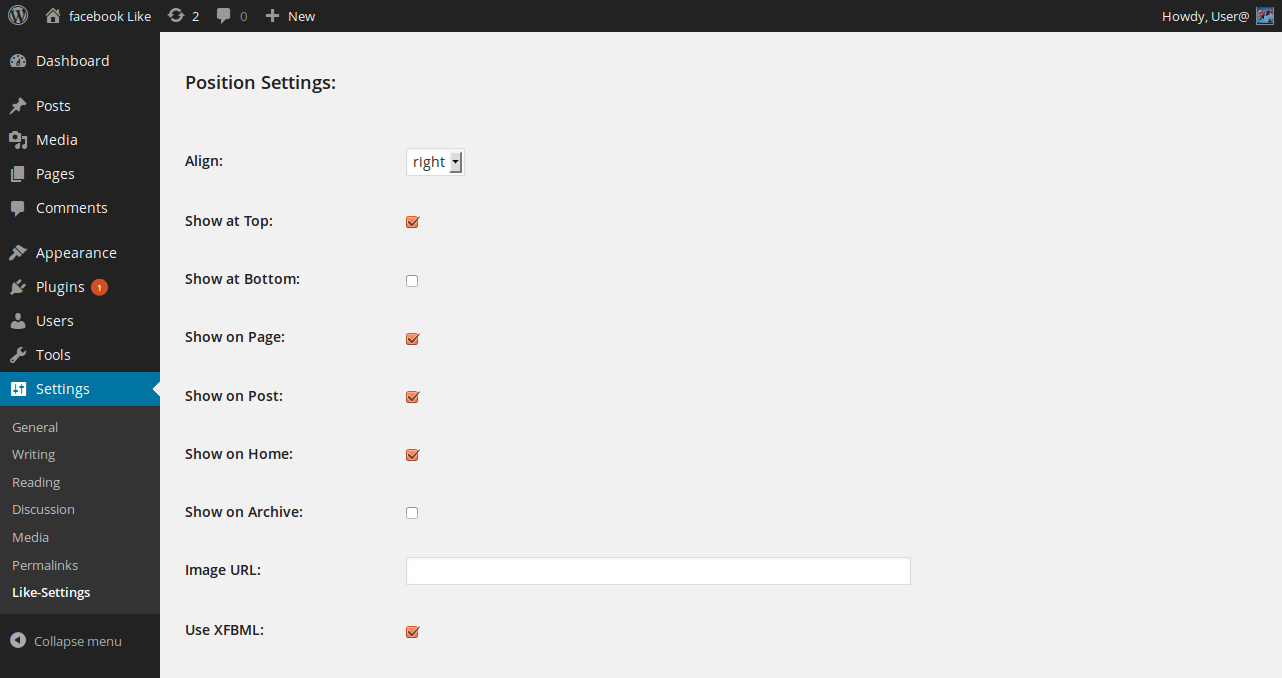 facebook Like 2 0 New Howdy, User@
Dashboard
Posts
Media
Pages
Comments
Appearance
Plugins 1
Users
Tools
Settings
General
Writing
Reading
Discussion
Media
Permalinks
Like-Settings
Collapse menu
Position Settings:
Align: right
Show at Top:
Show at Bottom:
Show on Page:
Show on Post:
Show on Home:
Show on Archive:
Image URL:
Use XFBML: